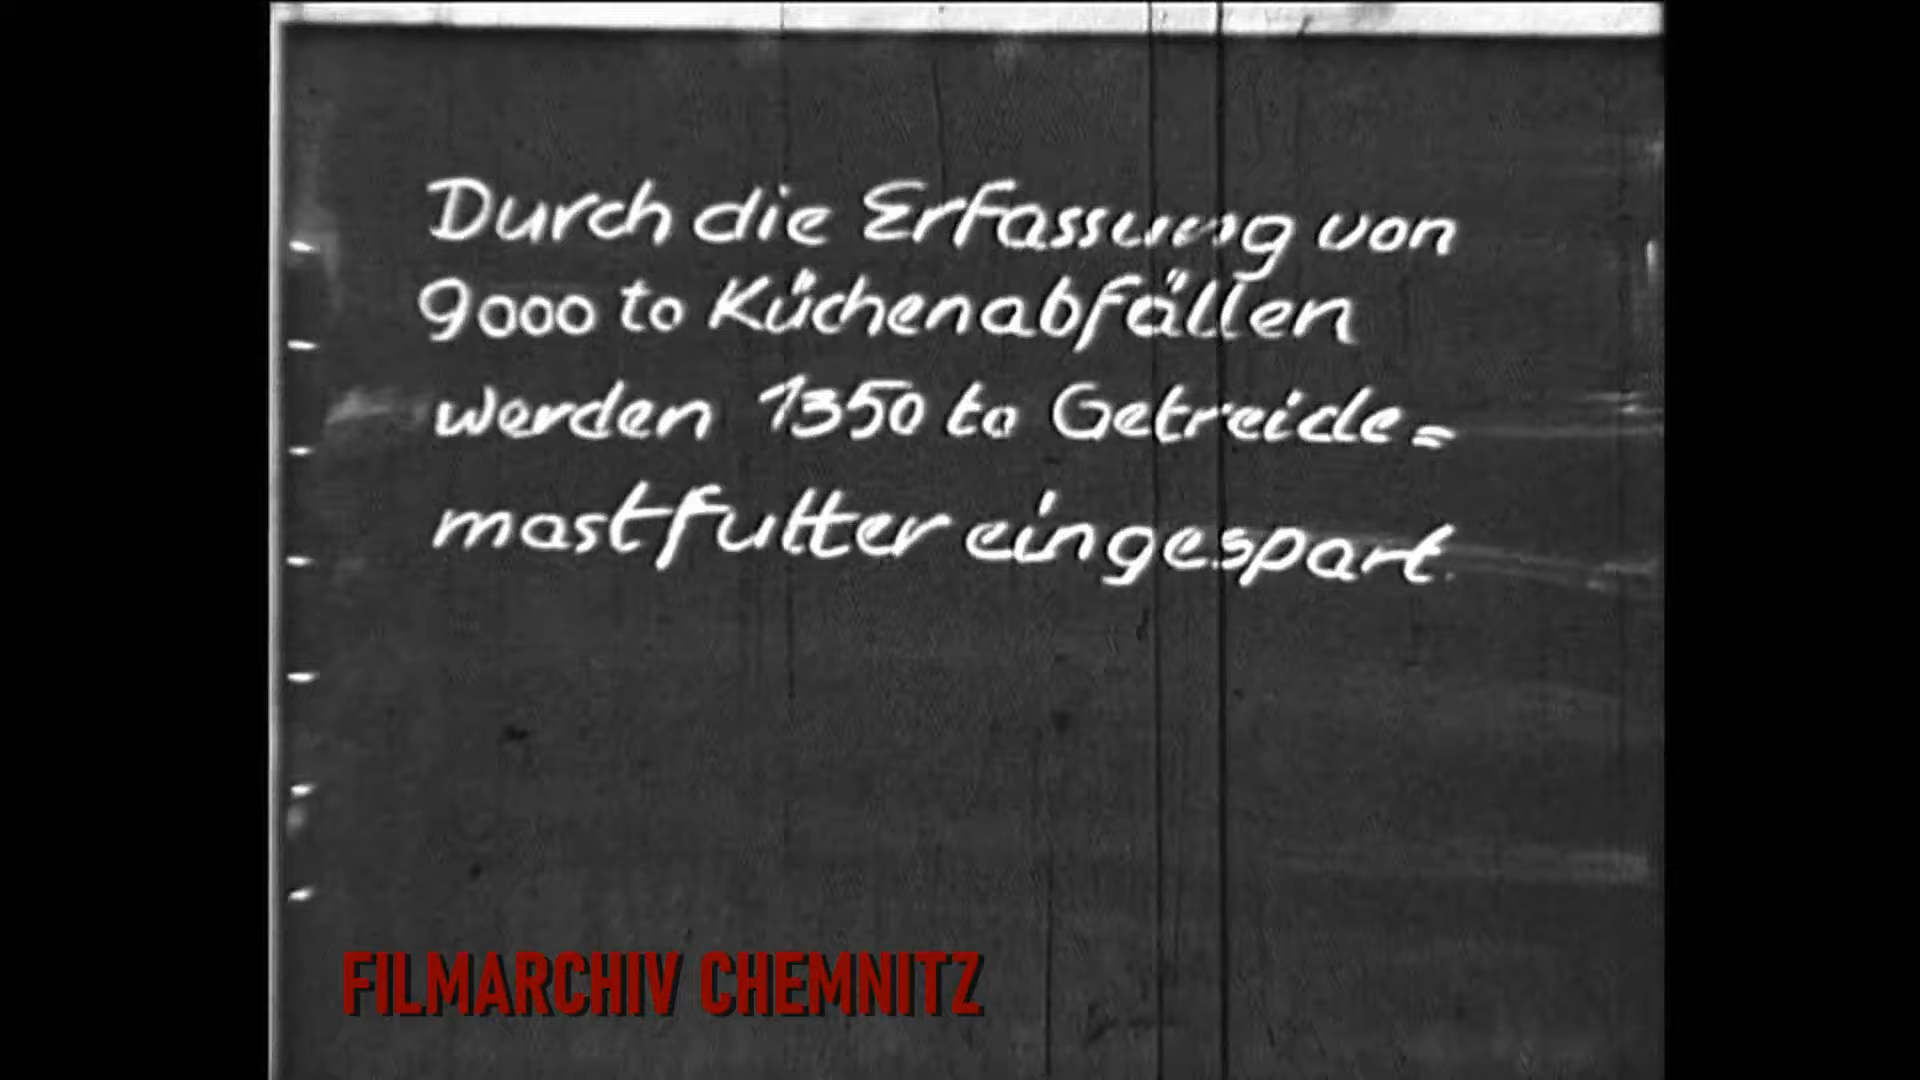 Durch die Erfassung von
9000 to Küchenabfällen
werden 1350 to Getreide=
mastfutter eingespart.
FILMARCHIV CHEMNITZ